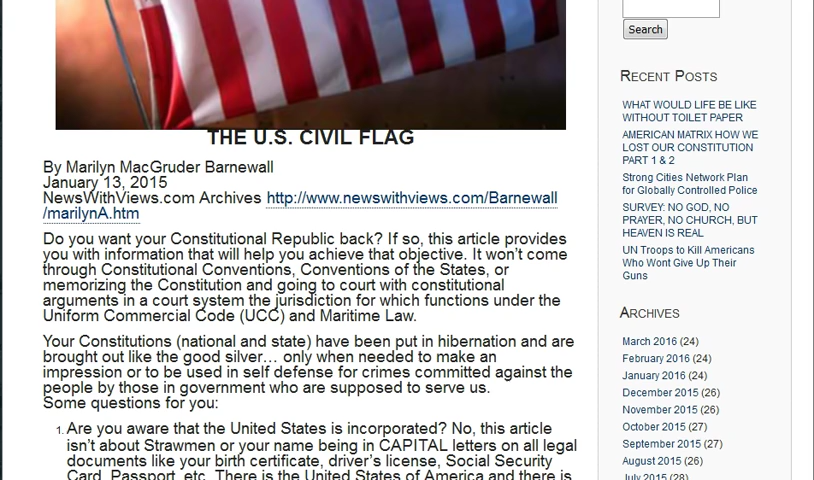 THE U.S. CIVIL FLAG
By Marilyn MacGruder Barnewall
January 13, 2015
NewsWithViews.com Archives http://www.newswithviews.com/Barnewall
/marilynA.htm
Do you want your Constitutional Republic back? If so, this article provides
you with information that will help you achieve that objective. It won’t come
through Constitutional Conventions, Conventions of the States, or
memorizing the Constitution and going to court with constitutional
arguments in a court system the jurisdiction for which functions under the
Uniform Commercial Code (UCC) and Maritime Law.
Your Constitutions (national and state) have been put in hibernation and are
brought out like the good silver… only when needed to make an
impression or to be used in self defense for crimes committed against the
people by those in government who are supposed to serve us.
Some questions for you:
1. Are you aware that the United States is incorporated? No, this article
isn’t about Strawmen or your name being in CAPITAL letters on all legal
documents like your birth certificate, driver’s license, Social Security
Card, Passport, etc. There is the United States of America and there is
Search
RECENT POSTS
WHAT WOULD LIFE BE LIKE
WITHOUT TOILET PAPER
AMERICAN MATRIX HOW WE
LOST OUR CONSTITUTION
PART 1 & 2
Strong Cities Network Plan
for Globally Controlled Police
SURVEY: NO GOD, NO
PRAYER, NO CHURCH, BUT
HEAVEN IS REAL
UN Troops to Kill Americans
Who Wont Give Up Their
Guns
ARCHIVES
March 2016 (24)
February 2016 (24)
January 2016 (24)
December 2015 (26)
November 2015 (26)
October 2015 (27)
September 2015 (27)
August 2015 (26)
July 2015 (28)